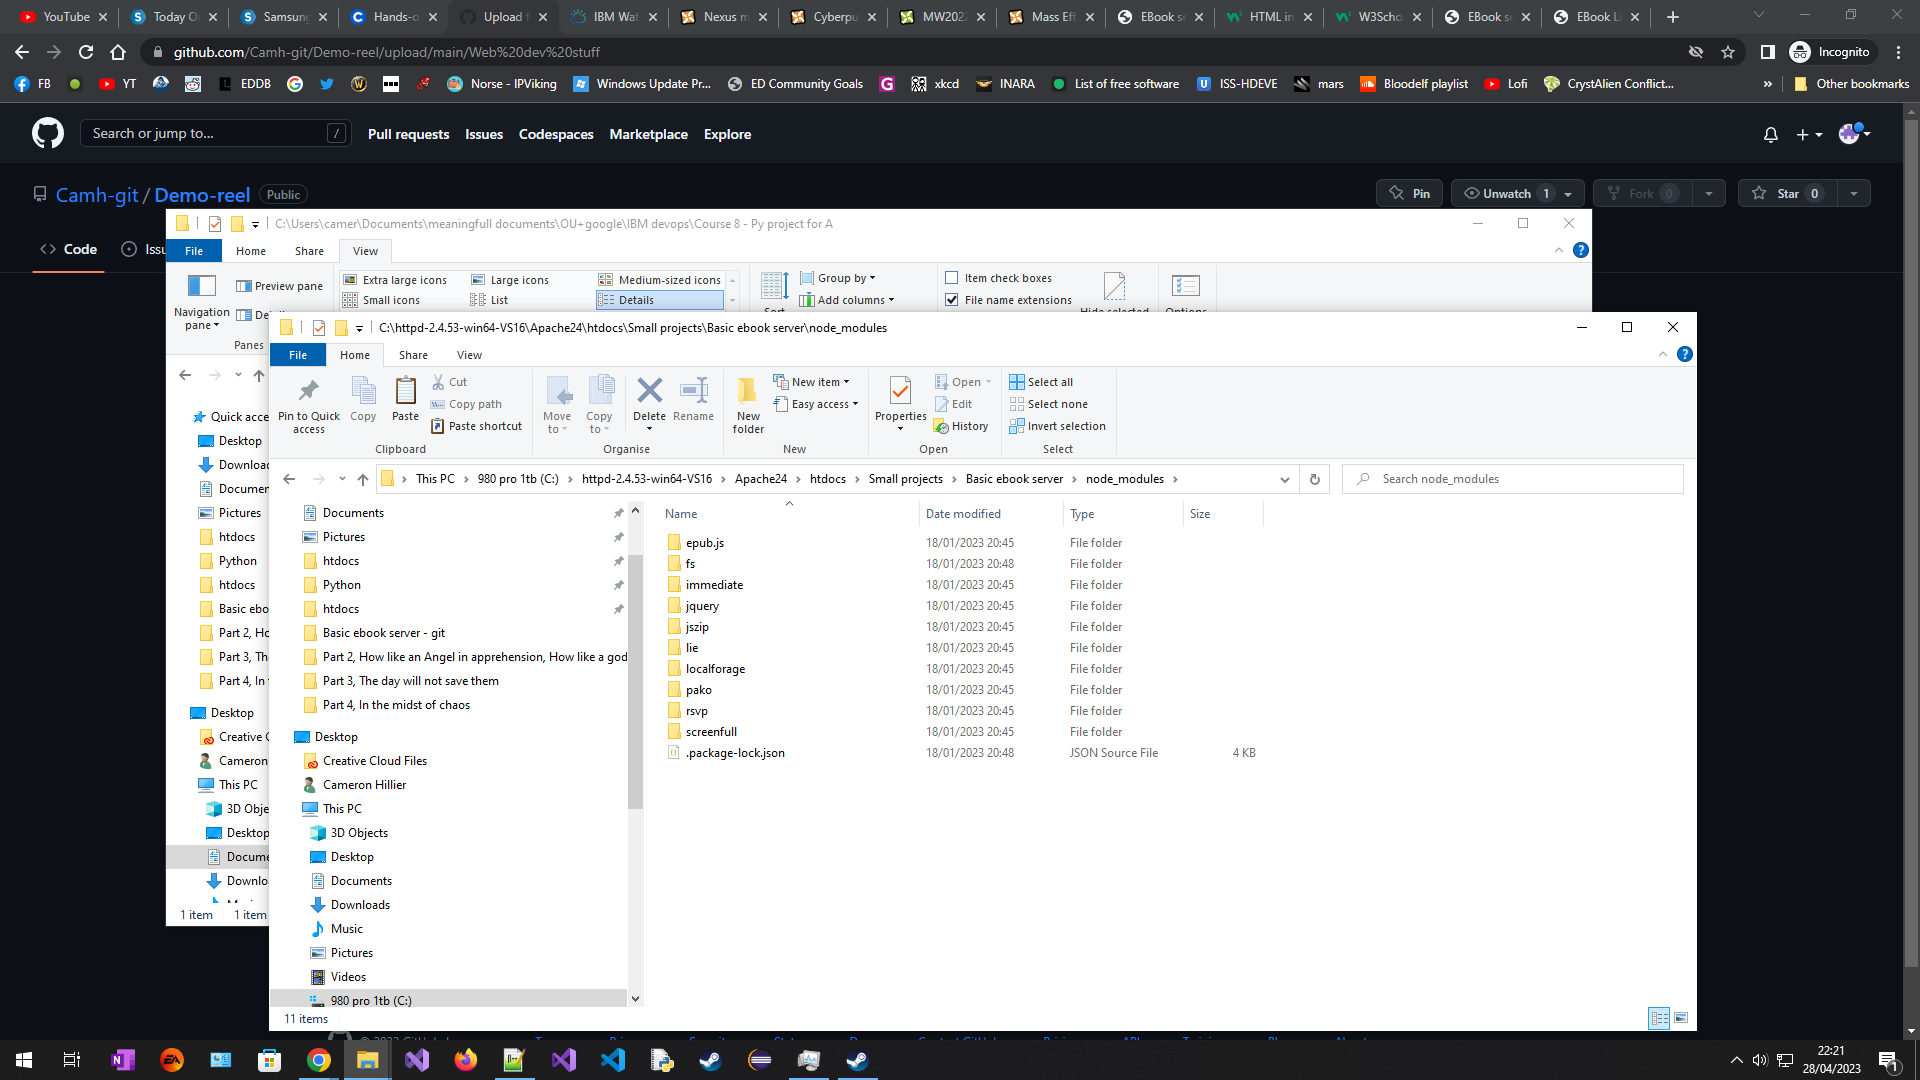 YouTube
Today O
Samsung
Hands-o
Upload f
IBM Wat
Nexus m
Cyberpu
MW202
Mass Eff
EBook se
HTML in
W3Scho
EBook se
EBook Li
github.com/Camh-git/Demo-reel/upload/main/Web%20dev%20stuff
Incognito
FB
YT
EDDB
Norse - IPViking
Windows Update Pr...
ED Community Goals
xkcd
INARA
List of free software
ISS-HDEVE
mars
Bloodelf playlist
Lofi
CrystAlien Conflict...
»
Other bookmarks
Search or jump to...
/
Pull requests
Issues
Codespaces
Marketplace
Explore
Camh-git / Demo-reel
Public
Pin
Unwatch 1
Fork 0
Star 0
Code
Issu
C:\Users\camer\Documents\meaningfull documents\OU+google\IBM devops\Course 8 - Py project for A
File
Home
Share
View
Navigation pane
Preview pane
Panes
Extra large icons
Large icons
Medium-sized icons
Small icons
List
Details
Group by
Add columns
Item check boxes
File name extensions
C:\httpd-2.4.53-win64-VS16\Apache24\htdocs\Small projects\Basic ebook server\node_modules
File
Home
Share
View
Pin to Quick access
Copy
Paste
Cut
Copy path
Paste shortcut
Clipboard
Move to
Copy to
Delete
Rename
Organise
New folder
New item
Easy access
New
Properties
Open
Edit
History
Open
Select all
Select none
Invert selection
Select
This PC > 980 pro 1tb (C:) > httpd-2.4.53-win64-VS16 > Apache24 > htdocs > Small projects > Basic ebook server > node_modules >
Search node_modules
Quick acce
Desktop
Downloa
Documen
Pictures
htdocs
Python
htdocs
Basic ebo
Part 2, Ho
Part 3, Th
Part 4, In t
Desktop
Creative C
Cameron
This PC
3D Obje
Desktop
Docume
Downlo
1 item
1 item
Documents
Pictures
htdocs
Python
htdocs
Basic ebook server - git
Part 2, How like an Angel in apprehension, How like a god
Part 3, The day will not save them
Part 4, In the midst of chaos
Desktop
Creative Cloud Files
Cameron Hillier
This PC
3D Objects
Desktop
Documents
Downloads
Music
Pictures
Videos
980 pro 1tb (C:)
Name
Date modified
Type
Size
epub.js 18/01/2023 20:45 File folder
fs 18/01/2023 20:48 File folder
immediate 18/01/2023 20:45 File folder
jquery 18/01/2023 20:45 File folder
jszip 18/01/2023 20:45 File folder
lie 18/01/2023 20:45 File folder
localforage 18/01/2023 20:45 File folder
pako 18/01/2023 20:45 File folder
rsvp 18/01/2023 20:45 File folder
screenfull 18/01/2023 20:45 File folder
.package-lock.json 18/01/2023 20:48 JSON Source File 4 KB
11 items
22:21
28/04/2023
1